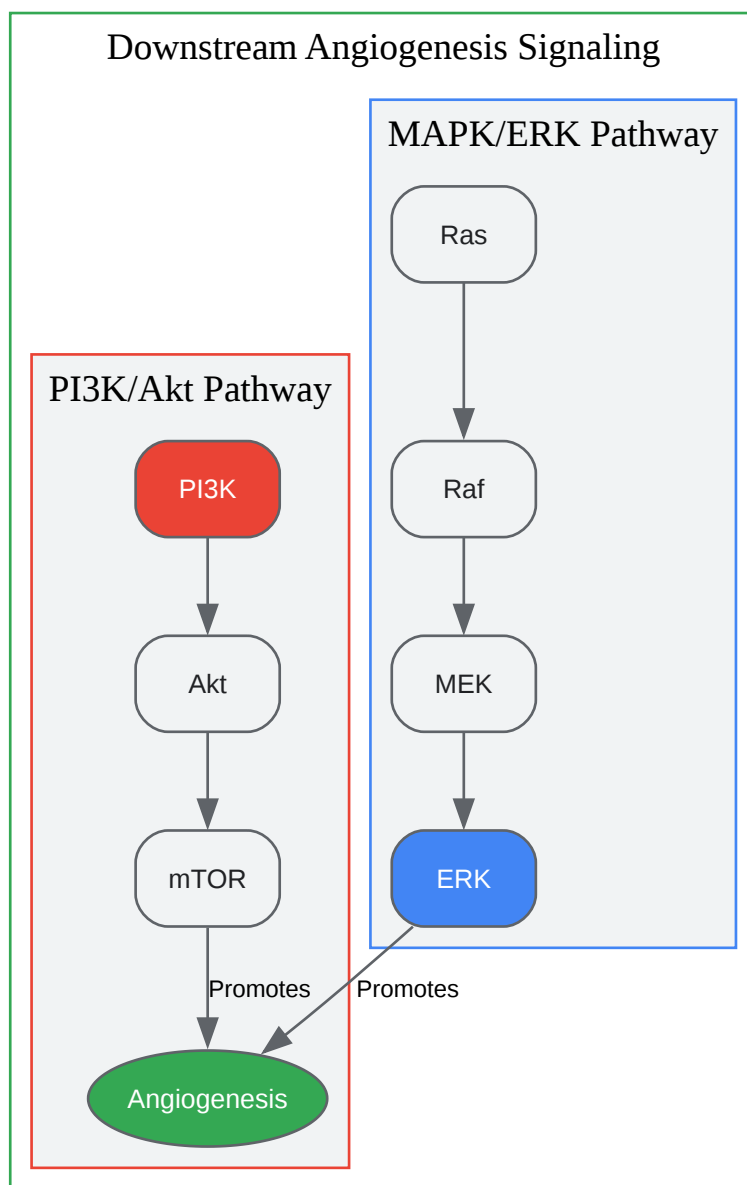 Downstream Angiogenesis Signaling
MAPK/ERK Pathway
Ras
PI3K/Akt Pathway
PI3K
Raf
Akt
MEK
mTOR
ERK
Promotes
Promotes
Angiogenesis